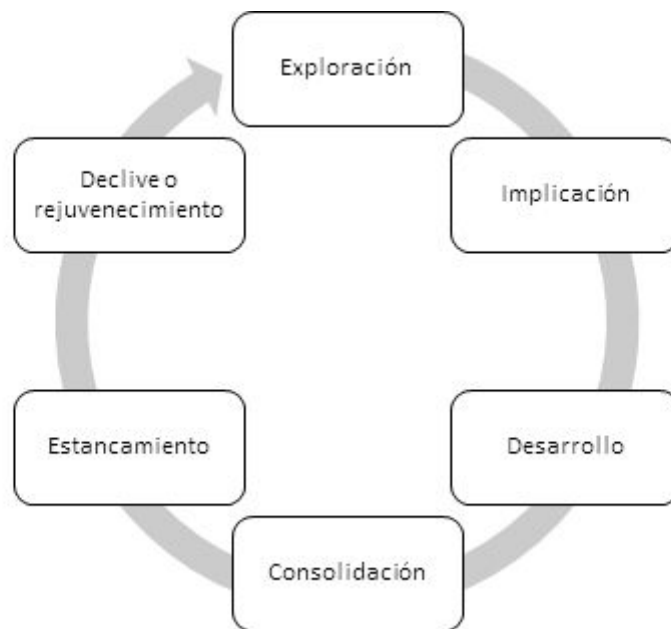 Exploración
Implicación
Desarrollo
Consolidación
Estancamiento
Declive o
rejuvenecimiento